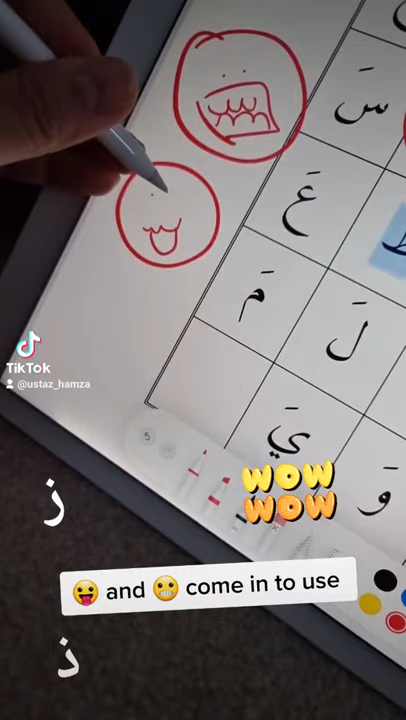 سَ
عَ
مَ
لَ
يَ
وَ
TikTok
@ustaz_hamza
WOW
WOW
ز
😛 and 😬 come in to use
ذ